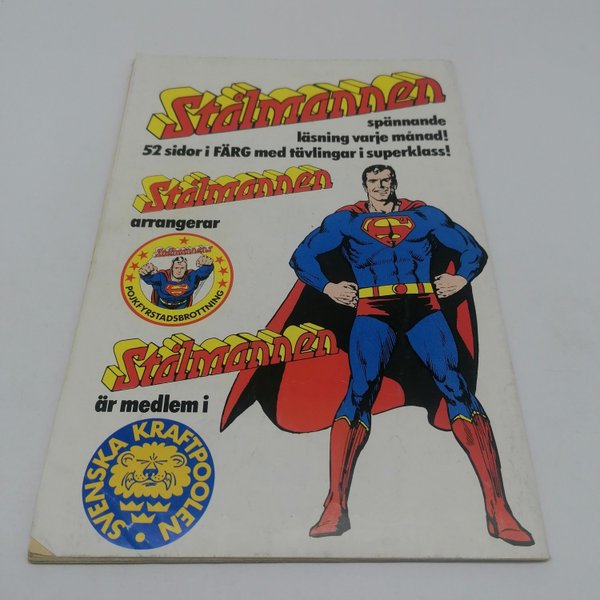 Stålmannen
spännande
läsning varje månad!
52 sidor i FÄRG med tävlingar i superklass!
Stålmannen
arrangerar
Stålmannen
POJKFYRSTADSBROTTNING
Stålmannen
är medlem i
SVENSKA KRAFTPOOLEN
S